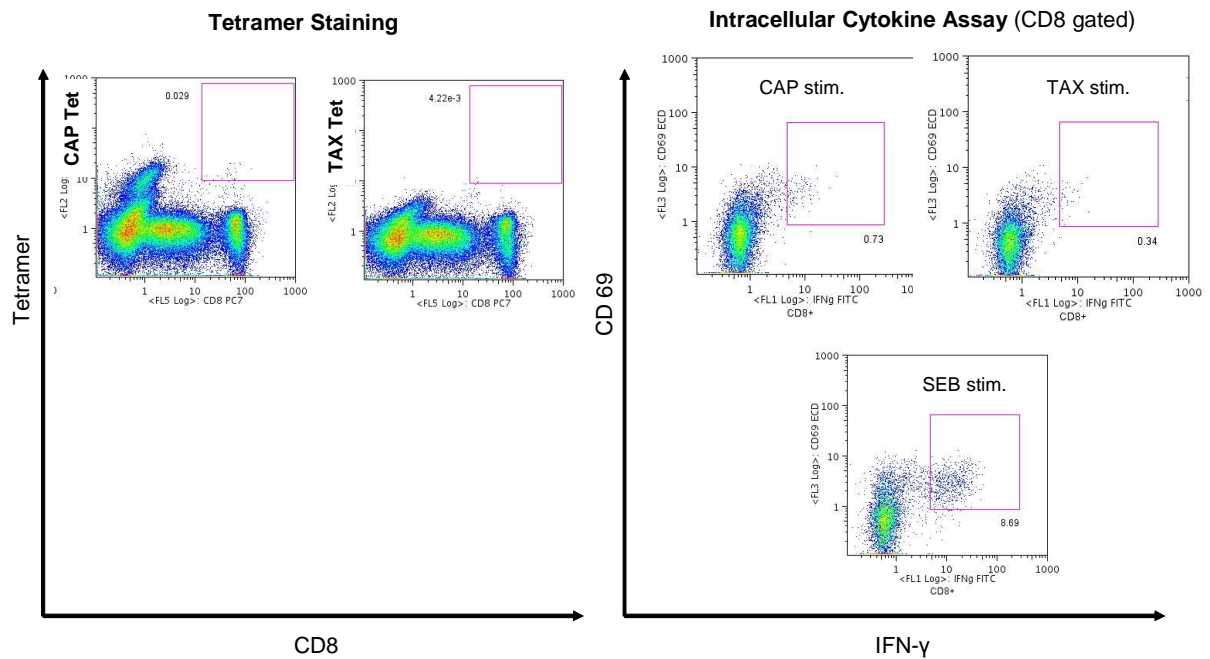 Tetramer Staining
Intracellular Cytokine Assay (CD8 gated)
CAP Tet
1000
0.029
10
1
<FL2 Log>
1 10 100 1000
<FL5 Log>: CD8 PC7
0
TAX Tet
1000
4.22e-3
100
10
1
<FL2 Log>
1 10 100 1000
<FL5 Log>: CD8 PC7
Tetramer
CD8
CAP stim.
1000
100
10
1
<FL3 Log>: CD69 ECD
0.73
1 10 100
<FL1 Log>: IFNg FITC
CD8+
TAX stim.
1000
100
10
1
<FL3 Log>: CD69 ECD
0.34
1 10 100 1000
<FL1 Log>: IFNg FITC
CD8+
SEB stim.
1000
100
10
1
<FL3 Log>: CD69 ECD
8.69
1 10 100 1000
<FL1 Log>: IFNg FITC
CD8+
CD 69
IFN-γ